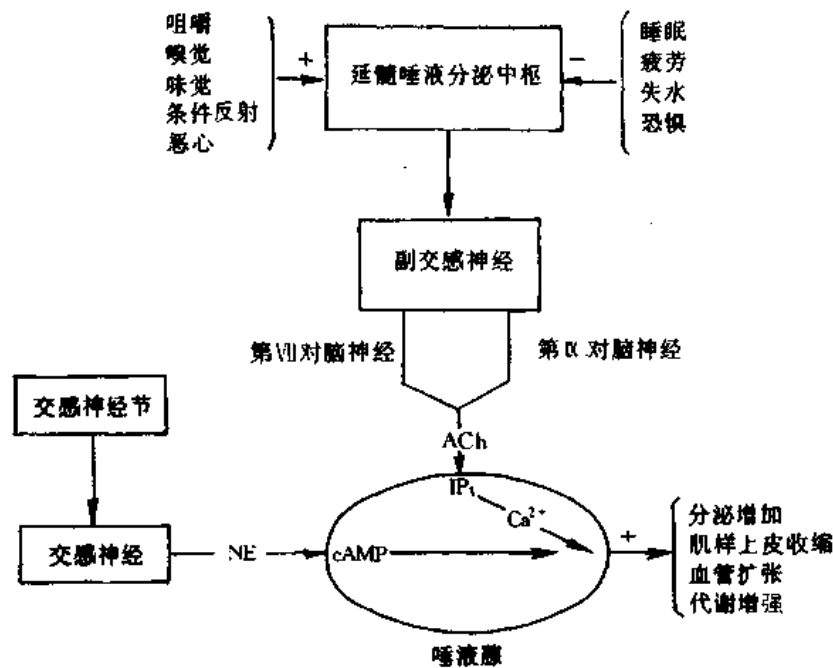 咀嚼
嗅觉
味觉
条件反射
恶心
+
延髓唾液分泌中枢
−
睡眠
疲劳
失水
恐惧
副交感神经
第Ⅶ对脑神经
第Ⅸ对脑神经
交感神经节
ACh
IP₃
Ca²⁺
交感神经
NE
cAMP
+
分泌增加
肌样上皮收缩
血管扩张
代谢增强
唾液腺